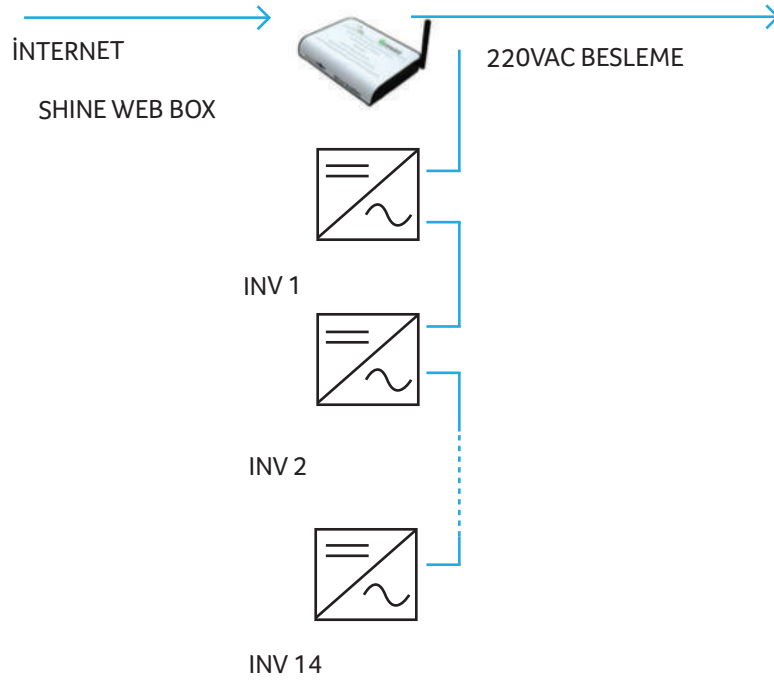 İNTERNET
220VAC BESLEME
SHINE WEB BOX
INV 1
INV 2
INV 14